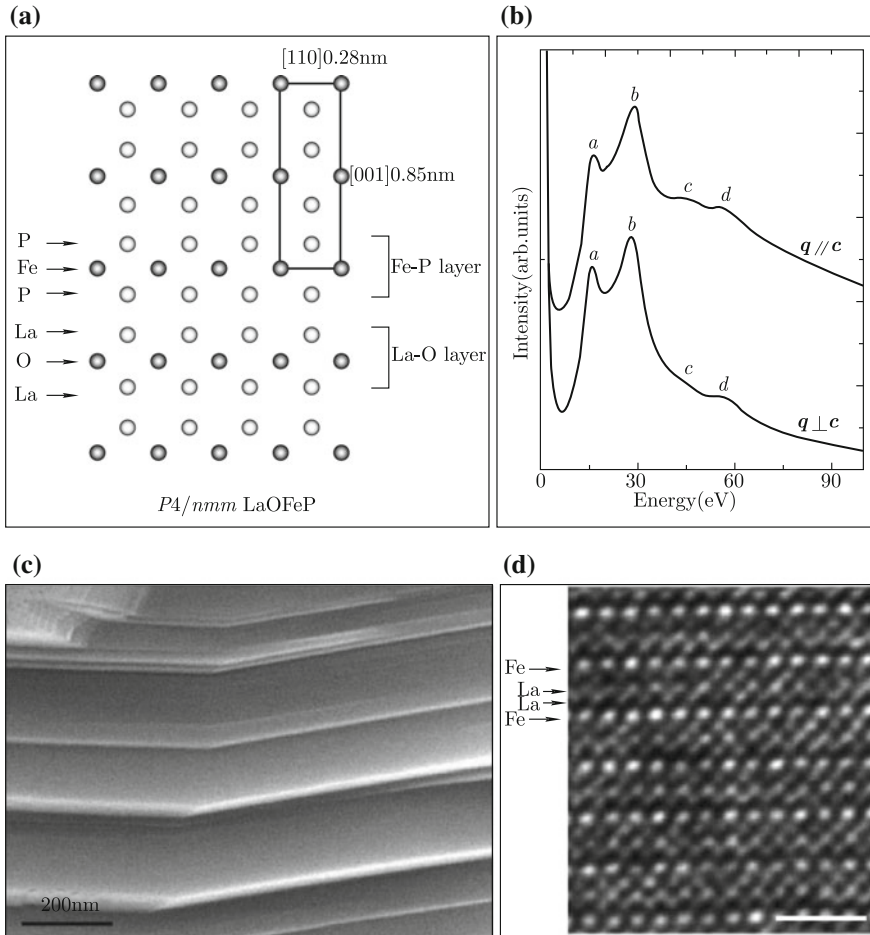 (a)
[110]0.28nm
[001]0.85nm
P
Fe
P
Fe-P layer
La
O
La
La-O layer
P4/nmm LaOFeP
(b)
Intensity(arb.units)
a
b
c
d
q//c
a
b
c
d
q⊥c
0 30 60 90
Energy(eV)
(c)
200nm
(d)
Fe
La
La
Fe